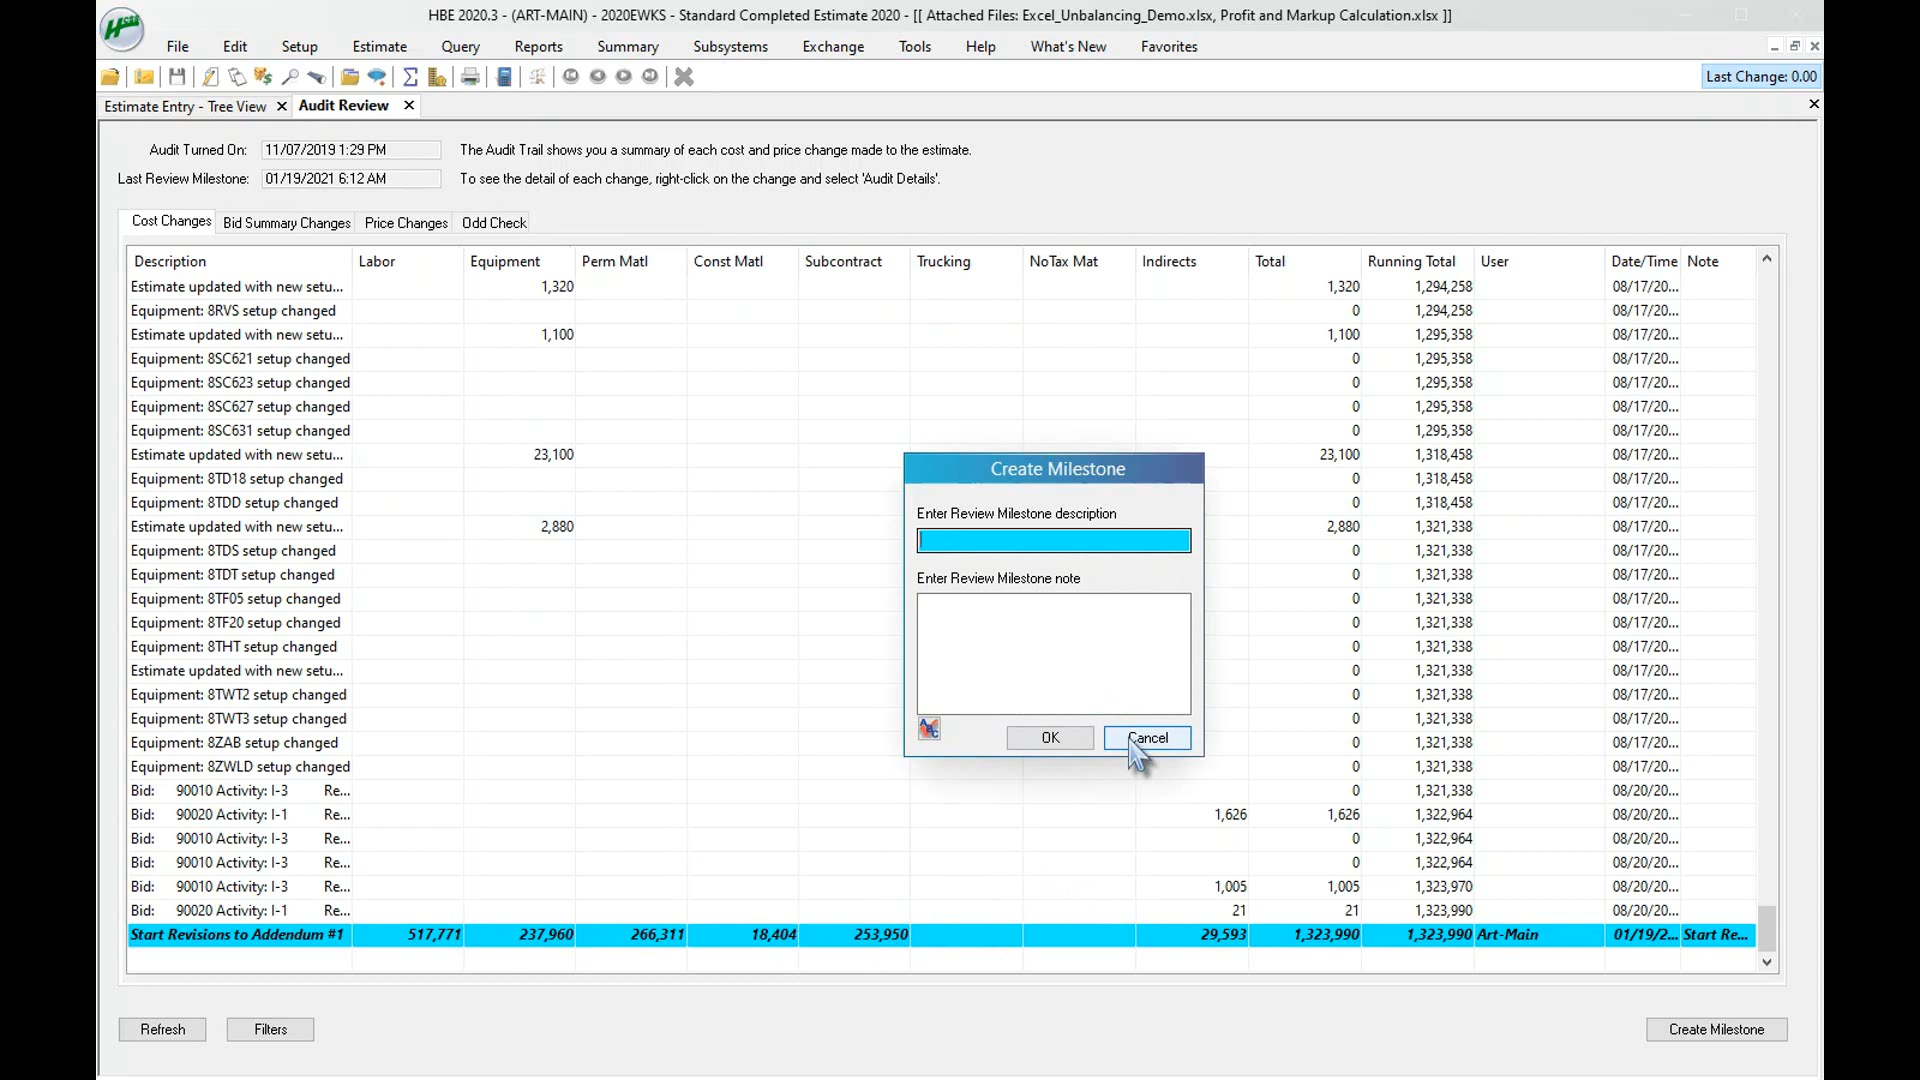 HBE 2020.3 - (ART-MAIN) - 2020EWKS - Standard Completed Estimate 2020 - [[ Attached Files: Excel_Unbalancing_Demo.xlsx, Profit and Markup Calculation.xlsx ]]
File Edit Setup Estimate Query Reports Summary Subsystems Exchange Tools Help What's New Favorites
Last Change: 0.00
Estimate Entry - Tree View Audit Review
Audit Turned On: 11/07/2019 1:29 PM The Audit Trail shows you a summary of each cost and price change made to the estimate.
Last Review Milestone: 01/19/2021 6:12 AM To see the detail of each change, right-click on the change and select 'Audit Details'.
Cost Changes Bid Summary Changes Price Changes Odd Check
Description Labor Equipment Perm Matl Const Matl Subcontract Trucking NoTax Mat Indirects Total Running Total User Date/Time Note
Estimate updated with new setu... 1,320 1,320 1,294,258 08/17/20...
Equipment: 8RVS setup changed 0 1,294,258 08/17/20...
Estimate updated with new setu... 1,100 1,100 1,295,358 08/17/20...
Equipment: 8SC621 setup changed 0 1,295,358 08/17/20...
Equipment: 8SC623 setup changed 0 1,295,358 08/17/20...
Equipment: 8SC627 setup changed 0 1,295,358 08/17/20...
Equipment: 8SC631 setup changed 0 1,295,358 08/17/20...
Estimate updated with new setu... 23,100 23,100 1,318,458 08/17/20...
Equipment: 8TD18 setup changed 0 1,318,458 08/17/20...
Equipment: 8TDD setup changed 0 1,318,458 08/17/20...
Estimate updated with new setu... 2,880 2,880 1,321,338 08/17/20...
Equipment: 8TDS setup changed 0 1,321,338 08/17/20...
Equipment: 8TDT setup changed 0 1,321,338 08/17/20...
Equipment: 8TF05 setup changed 0 1,321,338 08/17/20...
Equipment: 8TF20 setup changed 0 1,321,338 08/17/20...
Equipment: 8THT setup changed 0 1,321,338 08/17/20...
Estimate updated with new setu... 0 1,321,338 08/17/20...
Equipment: 8TWT2 setup changed 0 1,321,338 08/17/20...
Equipment: 8TWT3 setup changed 0 1,321,338 08/17/20...
Equipment: 8ZAB setup changed 0 1,321,338 08/17/20...
Equipment: 8ZWLD setup changed 0 1,321,338 08/17/20...
Bid: 90010 Activity: I-3 Re... 0 1,321,338 08/20/20...
Bid: 90020 Activity: I-1 Re... 1,626 1,626 1,322,964 08/20/20...
Bid: 90010 Activity: I-3 Re... 0 1,322,964 08/20/20...
Bid: 90010 Activity: I-3 Re... 0 1,322,964 08/20/20...
Bid: 90010 Activity: I-3 Re... 1,005 1,005 1,323,970 08/20/20...
Bid: 90020 Activity: I-1 Re... 21 21 1,323,990 08/20/20...
Start Revisions to Addendum #1 517,771 237,960 266,311 18,404 253,950 29,593 1,323,990 1,323,990 Art-Main 01/19/2... Start Re...
Create Milestone
Enter Review Milestone description
Enter Review Milestone note
ABC
OK Cancel
Refresh Filters Create Milestone